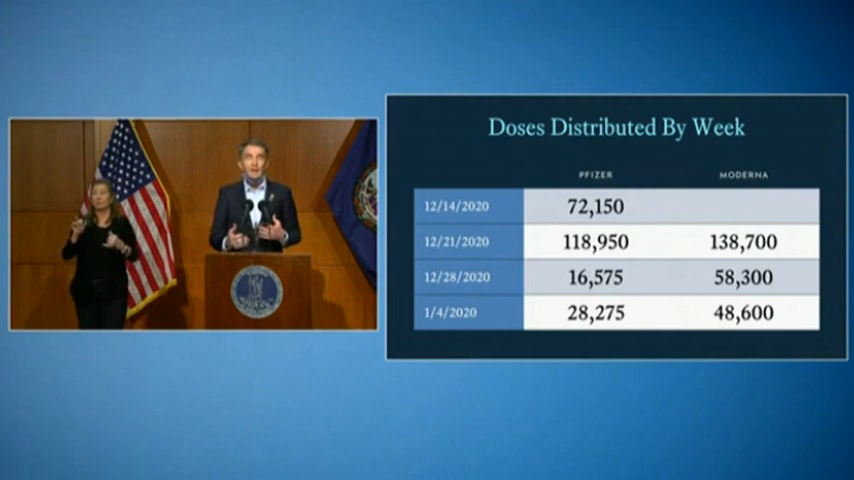 Doses Distributed By Week
PFIZER MODERNA
12/14/2020 72,150
12/21/2020 118,950 138,700
12/28/2020 16,575 58,300
1/4/2020 28,275 48,600